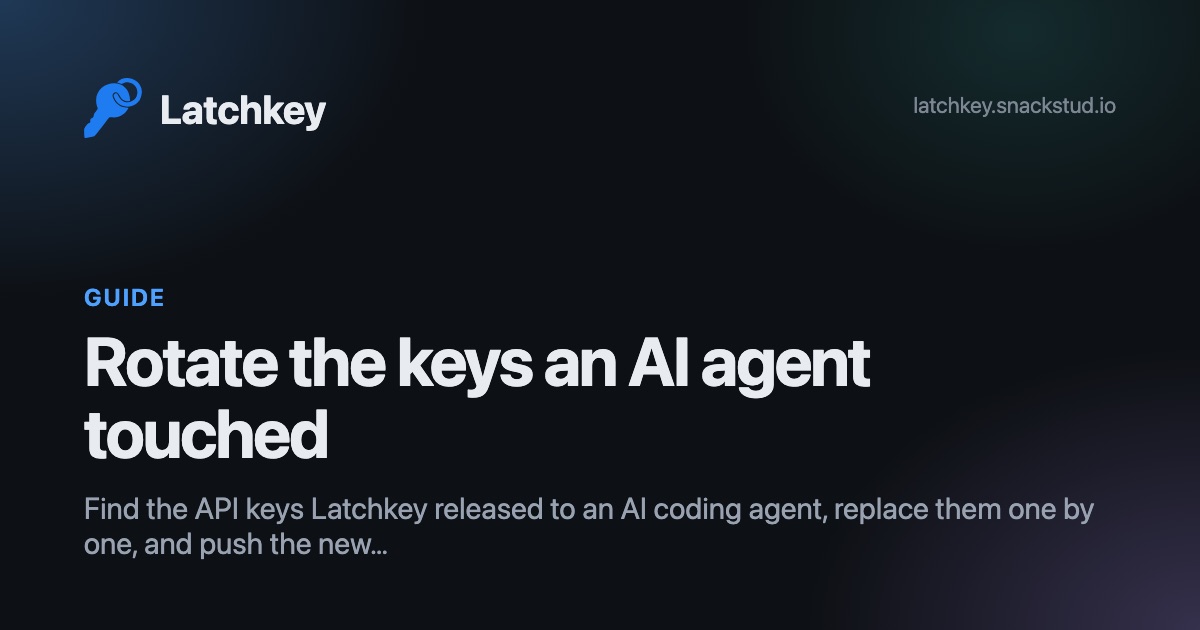 Latchkey
latchkey.snackstud.io
GUIDE
Rotate the keys an AI agent
touched
Find the API keys Latchkey released to an AI coding agent, replace them one by
one, and push the new...